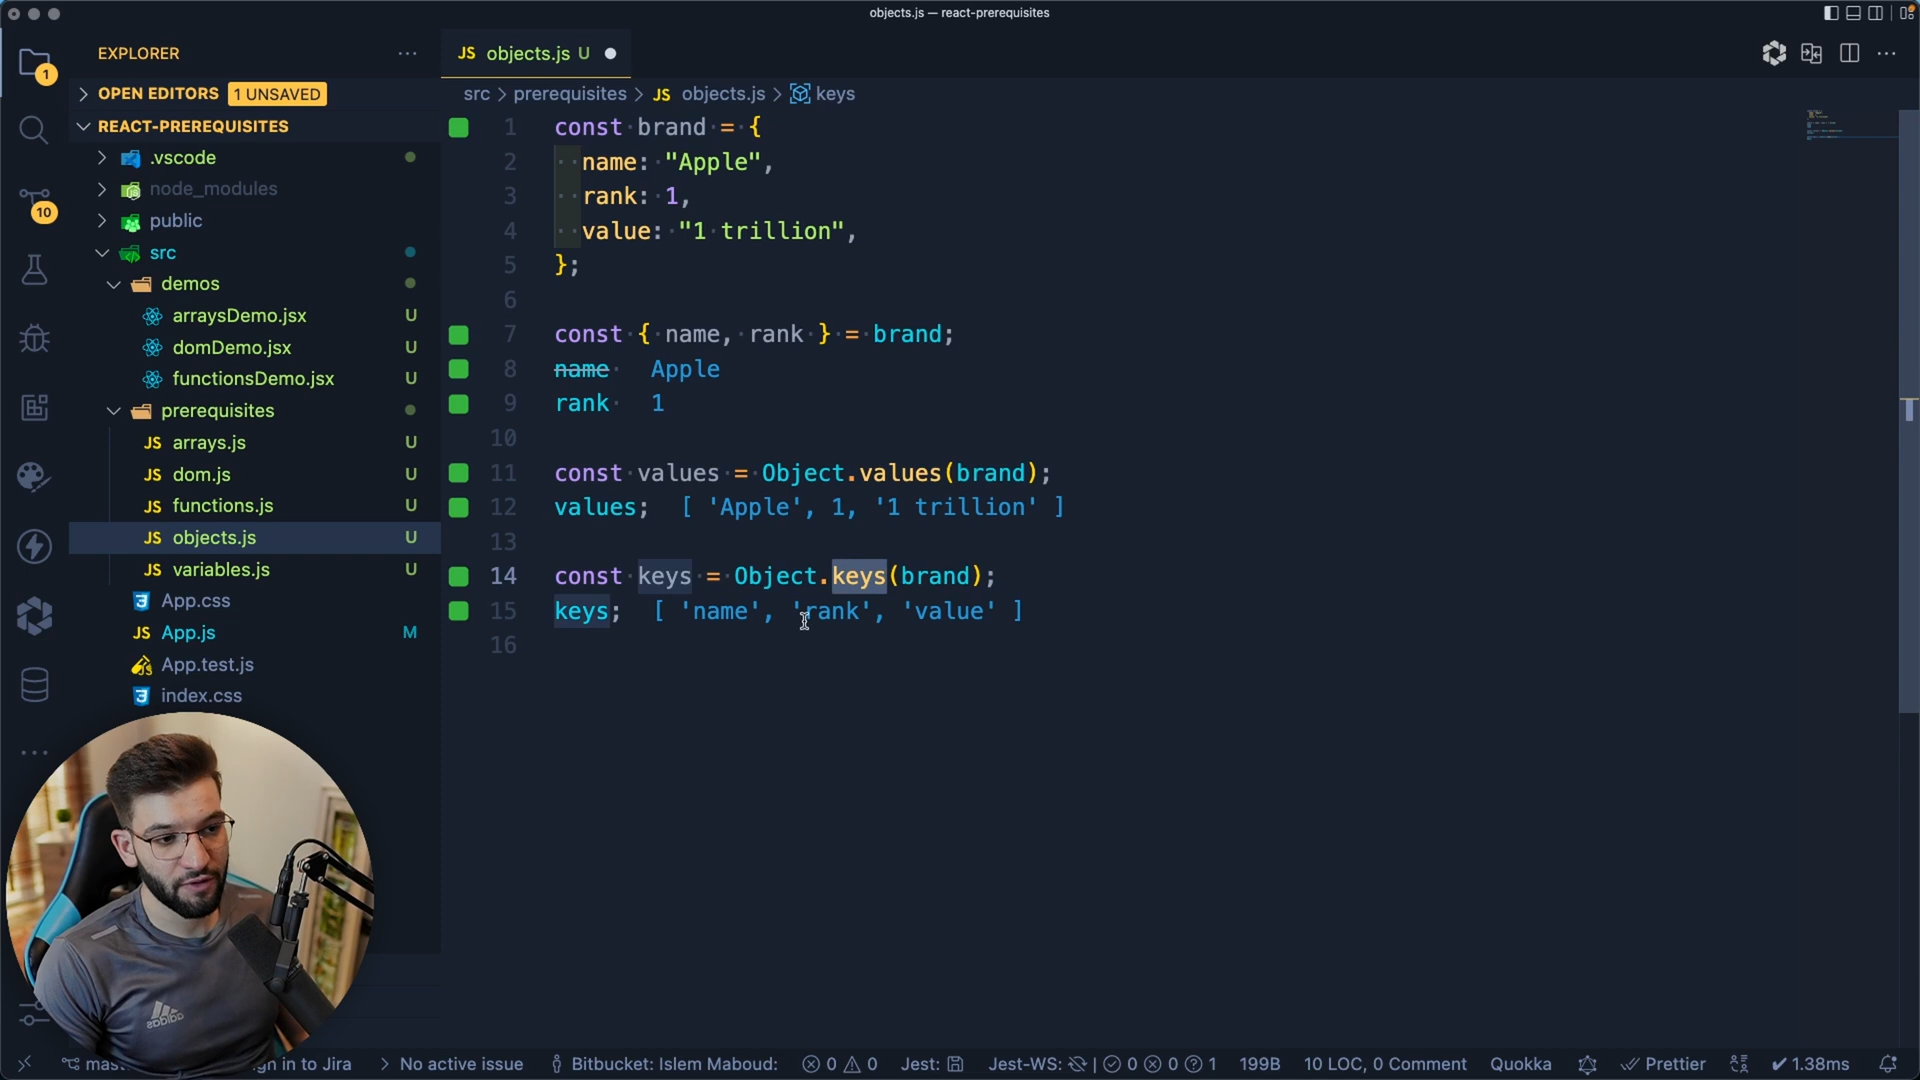 objects.js — react-prerequisites
EXPLORER
JS objects.js U
1
OPEN EDITORS 1 UNSAVED
src > prerequisites > JS objects.js > keys
REACT-PREREQUISITES
.vscode
node_modules
public
src
demos
arraysDemo.jsx U
domDemo.jsx U
functionsDemo.jsx U
prerequisites
JS arrays.js U
JS dom.js U
JS functions.js U
JS objects.js U
JS variables.js U
App.css
JS App.js M
App.test.js
index.css
10
1 const brand = {
2 name: "Apple",
3 rank: 1,
4 value: "1 trillion",
5 };
6
7 const { name, rank } = brand;
8 name Apple
9 rank 1
10
11 const values = Object.values(brand);
12 values; [ 'Apple', 1, '1 trillion' ]
13
14 const keys = Object.keys(brand);
15 keys; [ 'name', 'rank', 'value' ]
16
adidas
in to Jira > No active issue Bitbucket: Islem Maboud: 0 0 Jest: Jest-WS: | 0 0 1 199B 10 LOC, 0 Comment Quokka Prettier 1.38ms